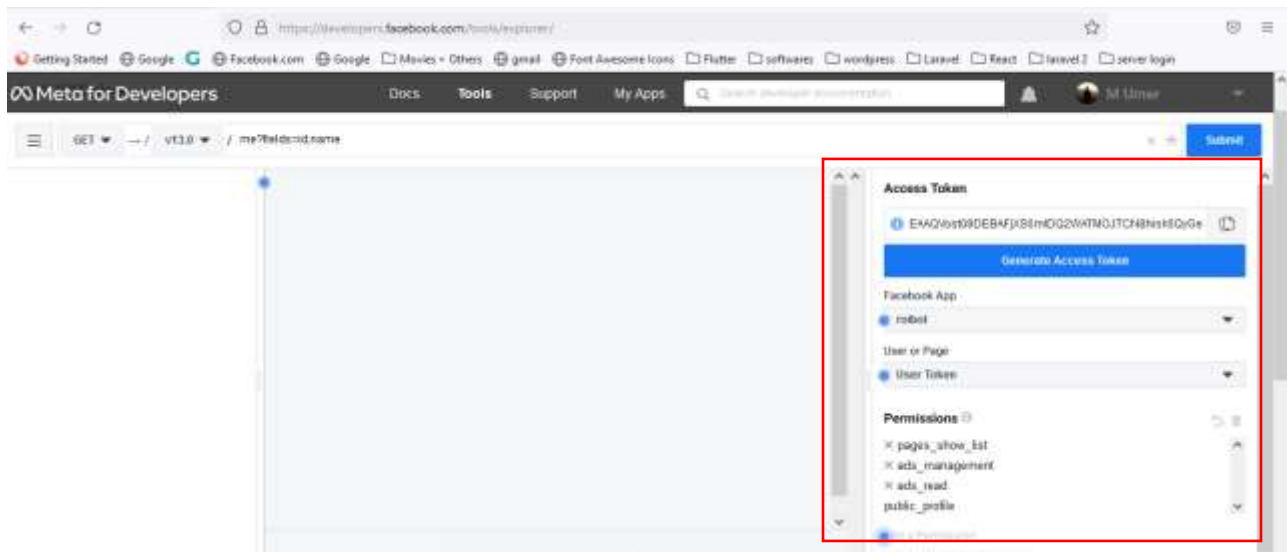 https://developers.facebook.com/tools/explorer/
Getting Started Google Facebook.com Google Movies - Others gmail Font Awesome Icons Flutter softwares wordpress Laravel React laravel 2 server login
Meta for Developers Docs Tools Support My Apps Search developer documentation M Umar
GET → / v13.0 / me?fields=id,name Submit
Access Token
Generate Access Token
Facebook App
User or Page
User Token
Permissions
pages_show_list
ads_management
ads_read
public_profile